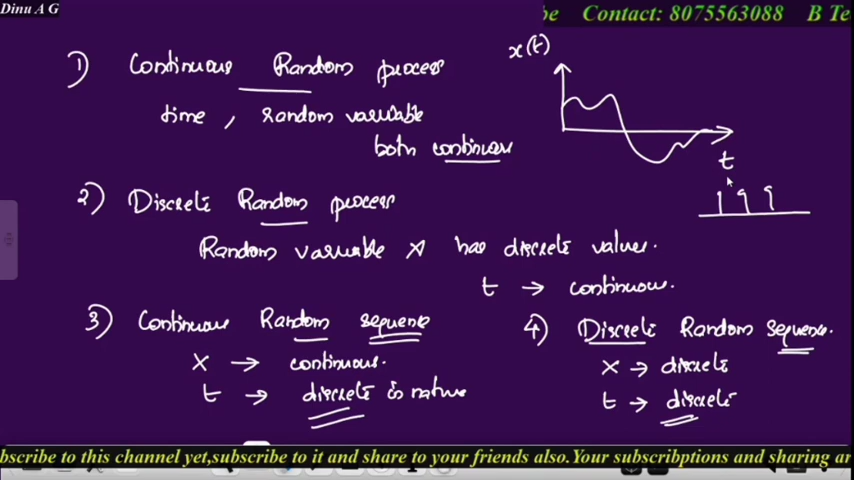 Dinu A G
be Contact: 8075563088 B Te
1) Continuous Random process
time, random variable
both continuous
x(t)
t
2) Discrete Random process
Random variable X has discrete values.
t → continuous.
3) Continuous Random sequence
X → continuous.
t → discrete in nature
4) Discrete Random sequence.
X → discrete
t → discrete
bscribe to this channel yet,subscribe to it and share to your friends also.Your subscribptions and sharing ar